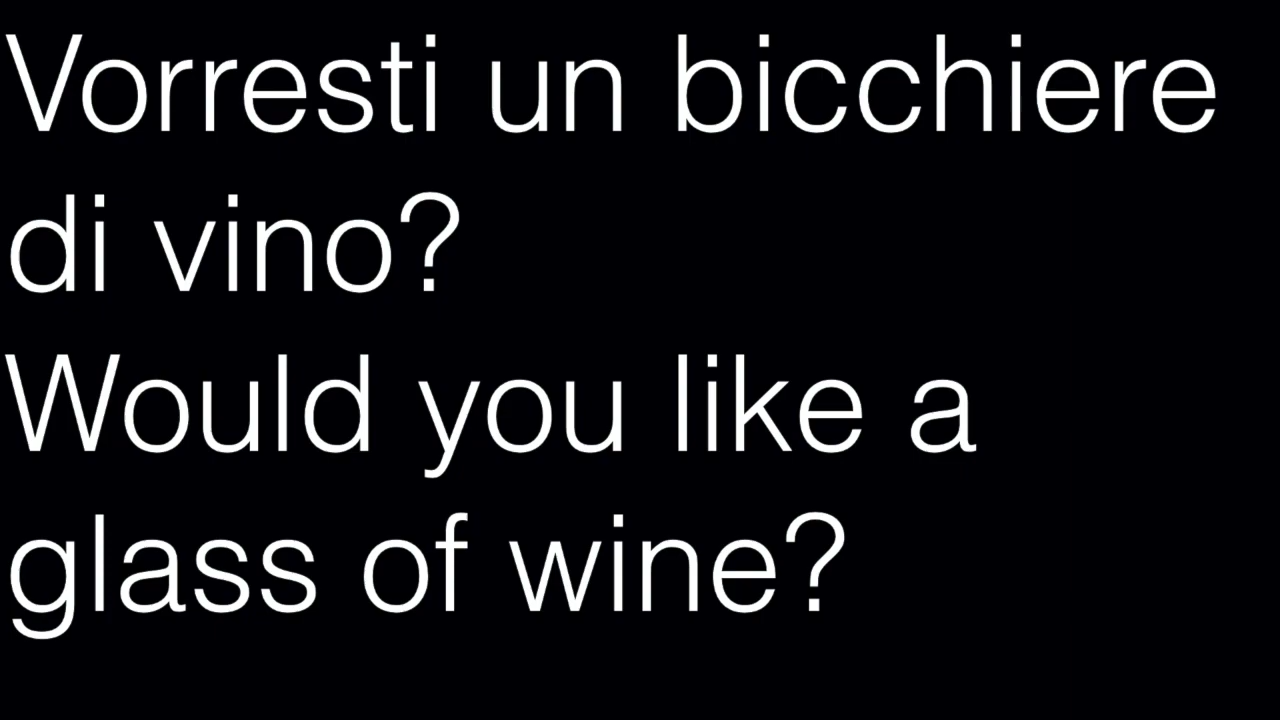 Vorresti un bicchiere
di vino?
Would you like a
glass of wine?